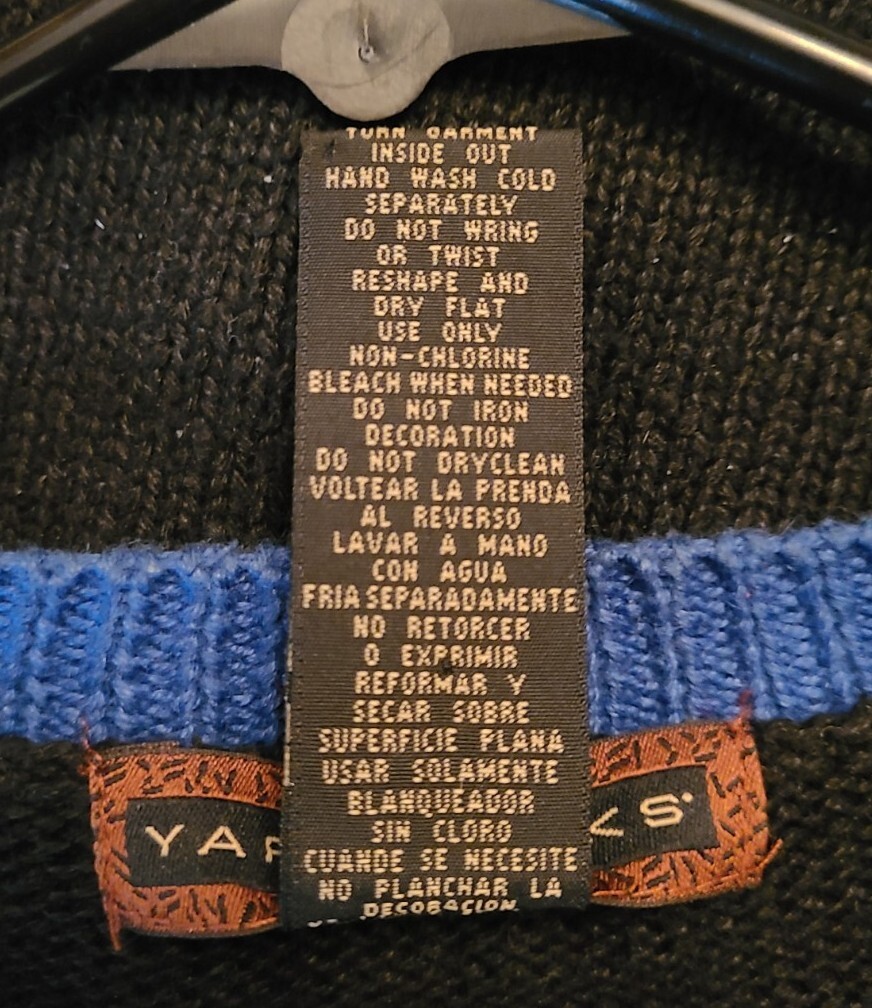 TURN GARMENT
INSIDE OUT
HAND WASH COLD
SEPARATELY
DO NOT WRING
OR TWIST
RESHAPE AND
DRY FLAT
USE ONLY
NON-CHLORINE
BLEACH WHEN NEEDED
DO NOT IRON
DECORATION
DO NOT DRYCLEAN
VOLTEAR LA PRENDA
AL REVERSO
LAVAR A MANO
CON AGUA
FRIA SEPARADAMENTE
NO RETORCER
O EXPRIMIR
REFORMAR Y
SECAR SOBRE
SUPERFICIE PLANA
USAR SOLAMENTE
BLANQUEADOR
SIN CLORO
CUANDE SE NECESITE
NO PLANCHAR LA
DECORACION